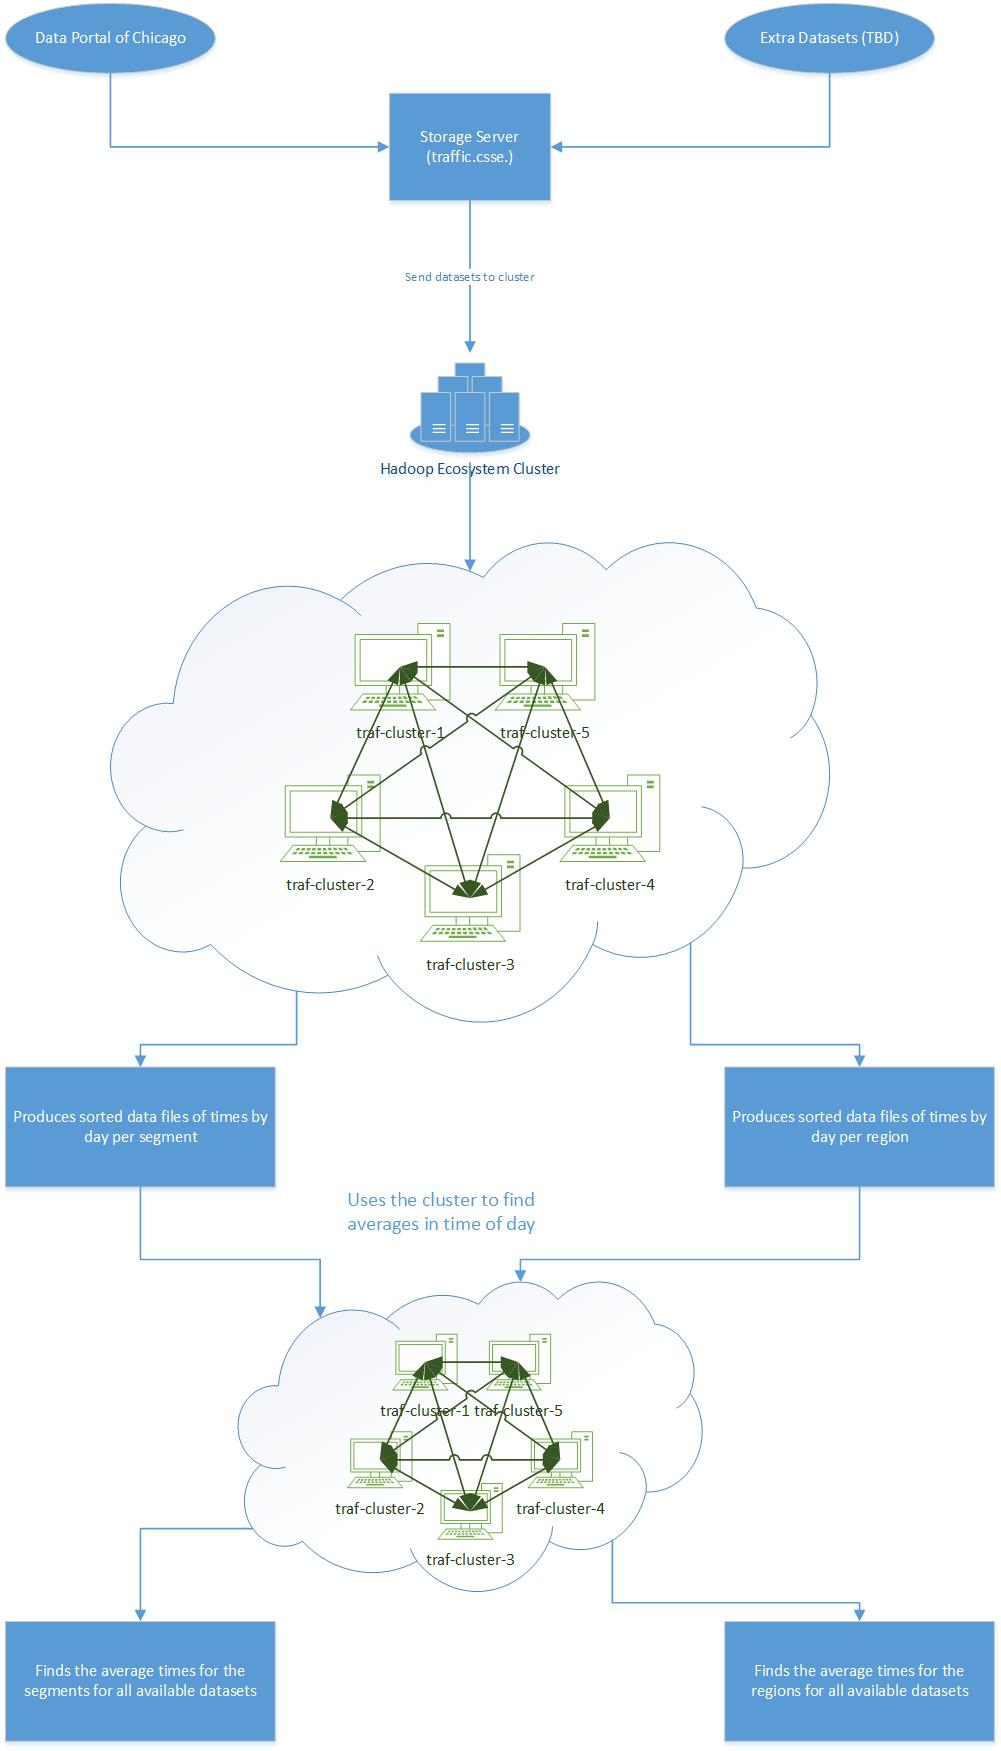 Data Portal of Chicago
Extra Datasets (TBD)
Storage Server
(traffic.csse.)
Send datasets to cluster
Hadoop Ecosystem Cluster
traf-cluster-1
traf-cluster-5
traf-cluster-2
traf-cluster-4
traf-cluster-3
Produces sorted data files of times by
day per segment
Produces sorted data files of times by
day per region
Uses the cluster to find
averages in time of day
traf-cluster-1
traf-cluster-5
traf-cluster-2
traf-cluster-4
traf-cluster-3
Finds the average times for the
segments for all available datasets
Finds the average times for the
regions for all available datasets